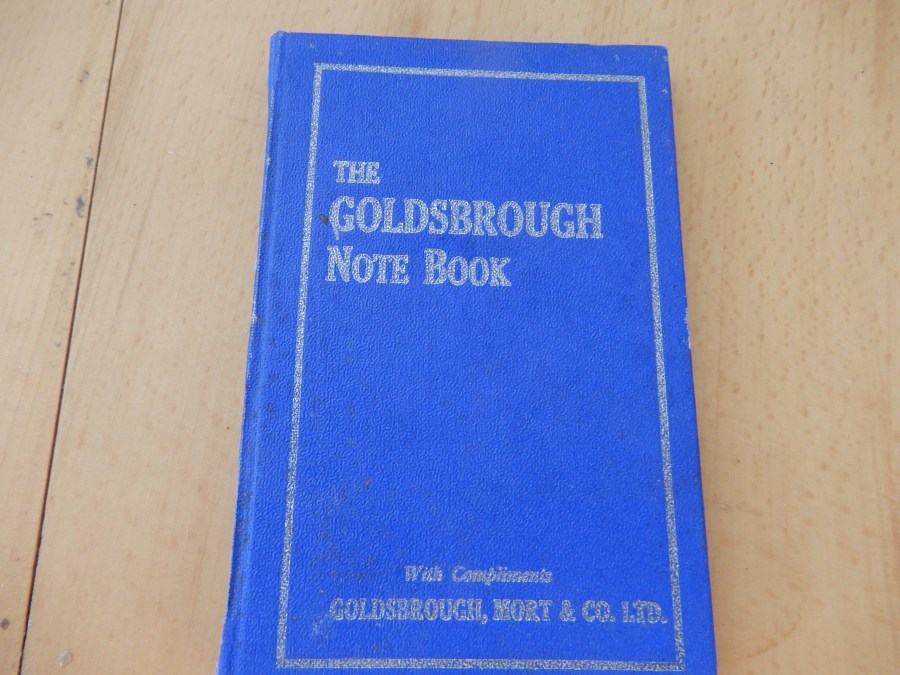 THE
GOLDSBROUGH
NOTE BOOK
With Compliments
GOLDSBROUGH, MORT & CO. LTD.